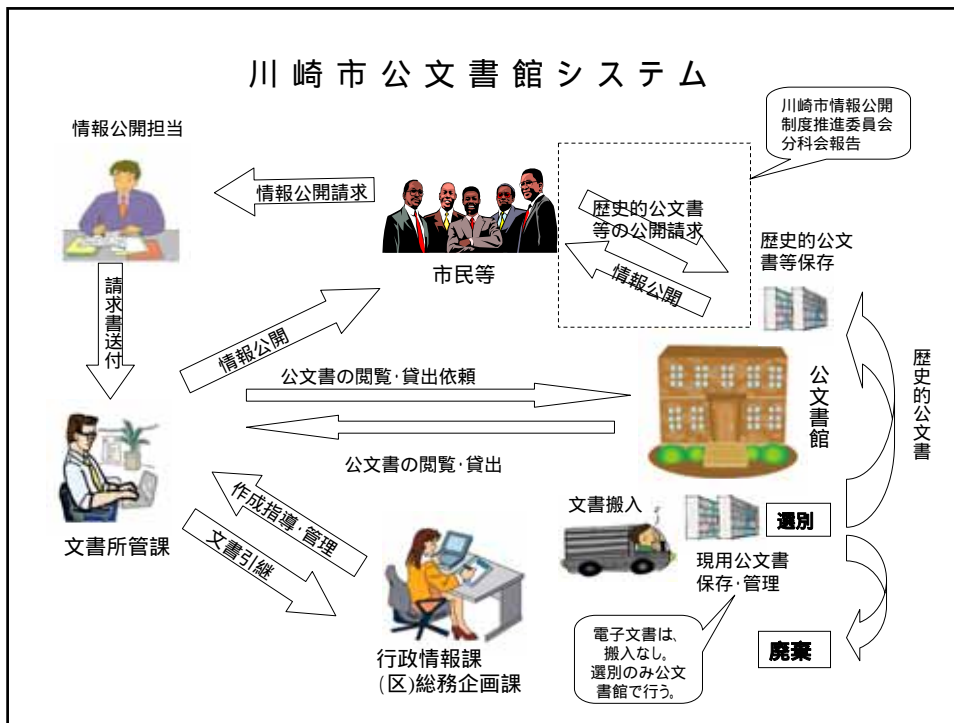 川崎市公文書館システム
川崎市情報公開
制度推進委員会
分科会報告
情報公開担当
情報公開請求
市民等
歴史的公文書
等の公開請求
情報公開
歴史的公文
書等保存
請求書送付
情報公開
公文書の閲覧・貸出依頼
公文書の閲覧・貸出
公文書館
歴史的公文書
文書所管課
作成指導・管理
文書引継
行政情報課
(区)総務企画課
文書搬入
選別
現用公文書
保存・管理
電子文書は、
搬入なし。
選別のみ公文
書館で行う。
廃棄